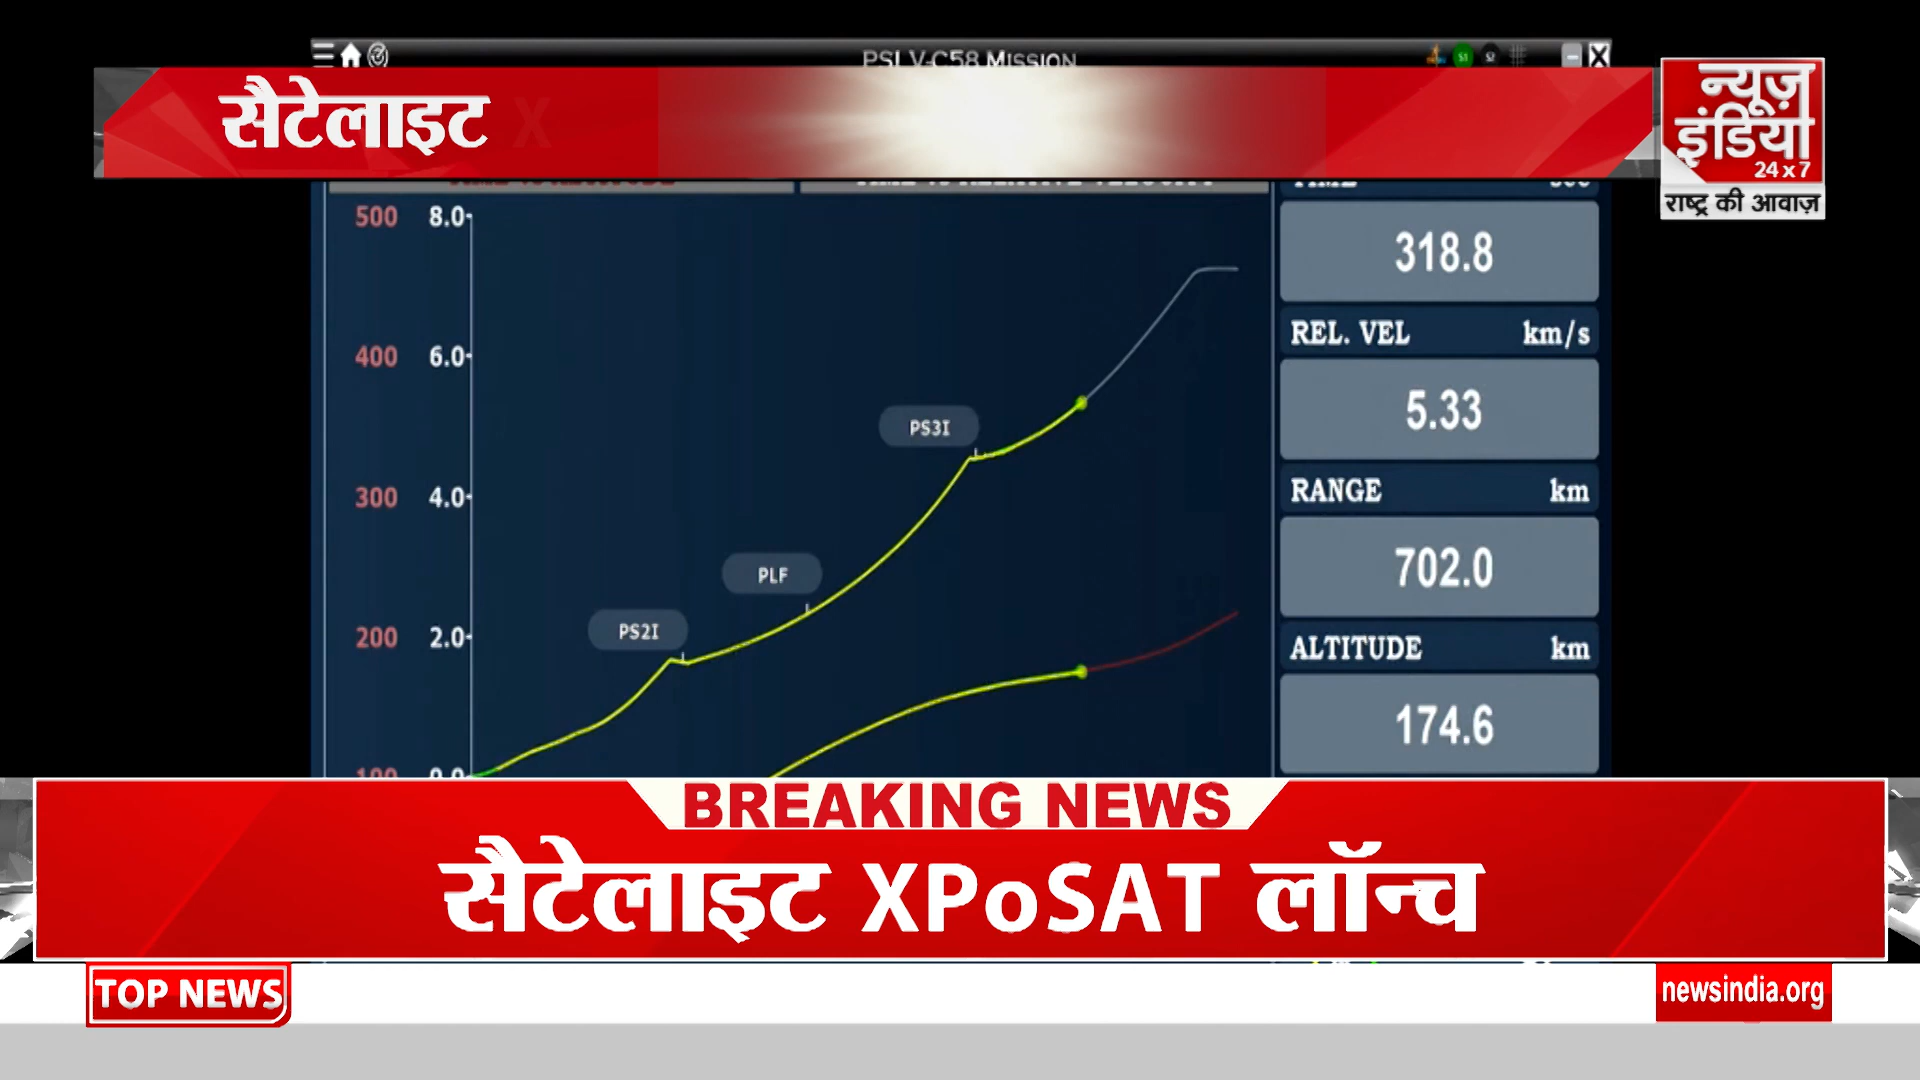 PSLV-C58 MISSION
सैटेलाइट X
न्यूज़
इंडिया
24x7
राष्ट्र की आवाज़
500 8.0
318.8
REL. VEL km/s
400 6.0
5.33
PS3I
RANGE km
300 4.0
702.0
PLF
PS2I
200 2.0
ALTITUDE km
174.6
BREAKING NEWS
सैटेलाइट XPoSAT लॉन्च
TOP NEWS
newsindia.org